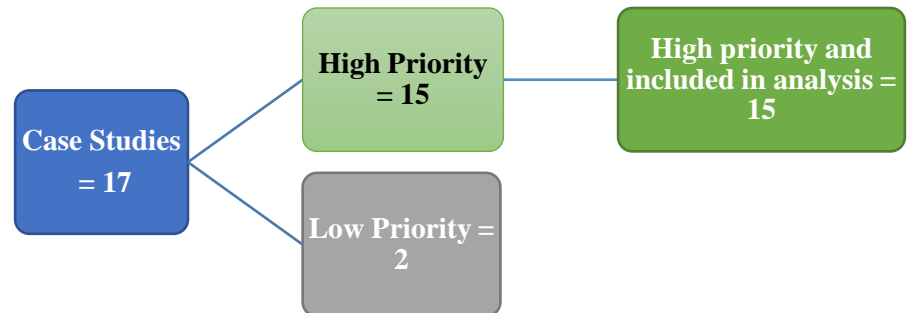 Case Studies
= 17
High Priority
= 15
Low Priority =
2
High priority and
included in analysis =
15